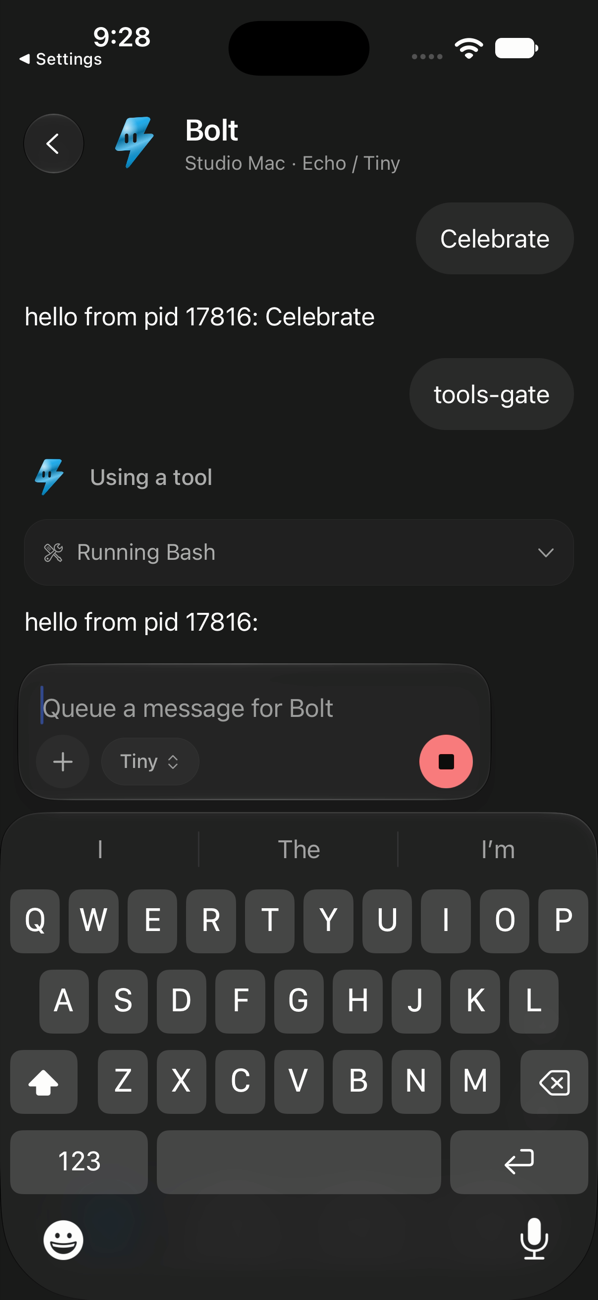 9:28
◀ Settings
Bolt
Studio Mac · Echo / Tiny
Celebrate
hello from pid 17816: Celebrate
tools-gate
Using a tool
Running Bash
hello from pid 17816:
Queue a message for Bolt
Tiny
I The I’m
Q W E R T Y U I O P
A S D F G H J K L
Z X C V B N M
123